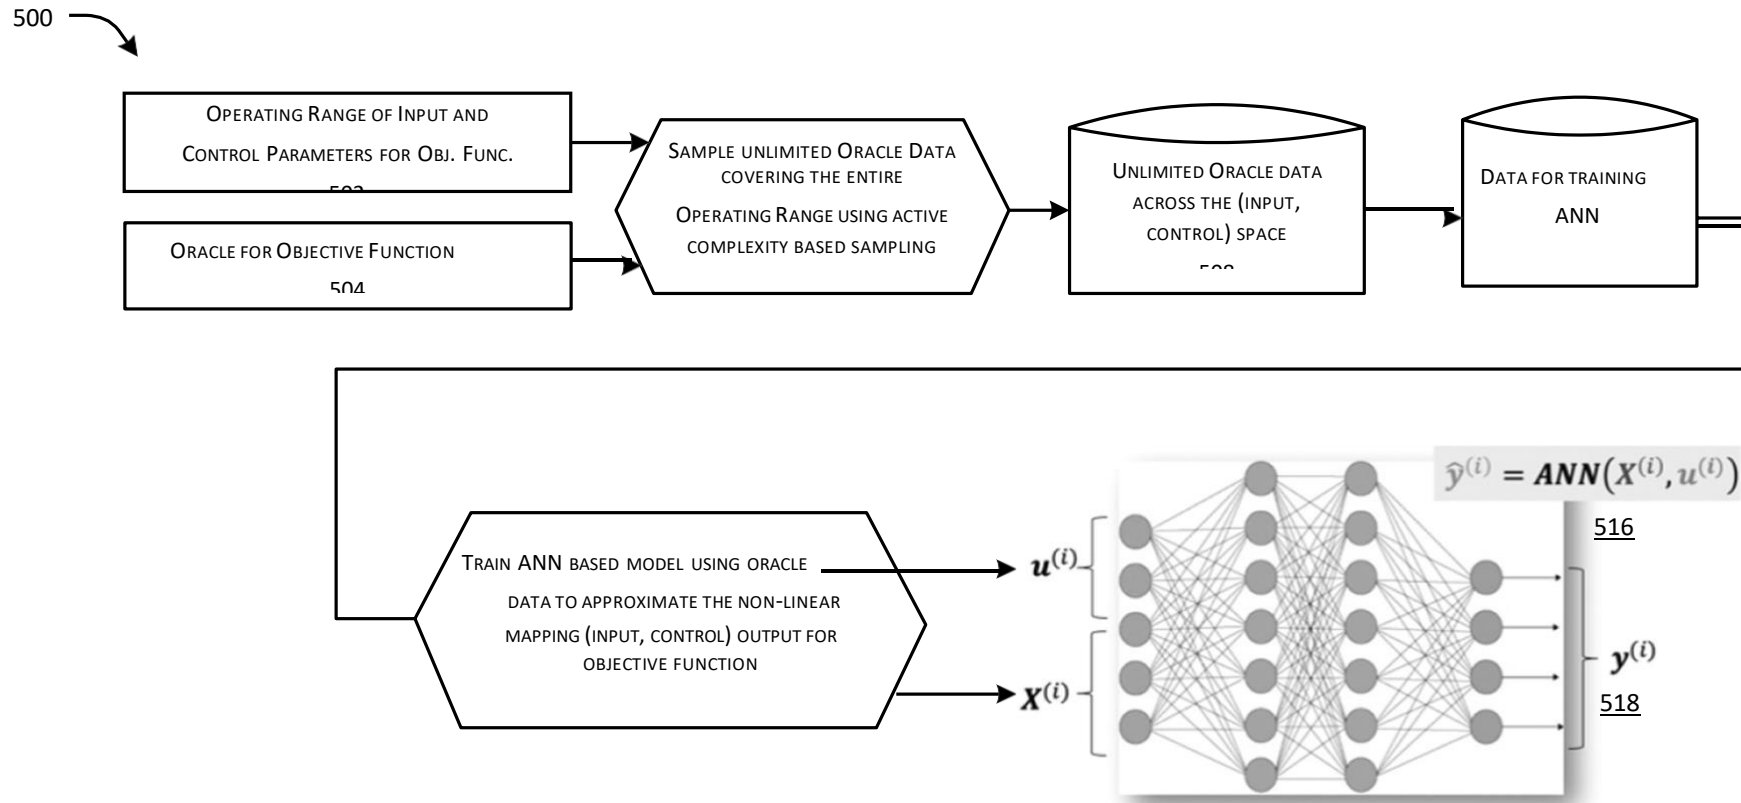 500
OPERATING RANGE OF INPUT AND
CONTROL PARAMETERS FOR OBJ. FUNC.
502
ORACLE FOR OBJECTIVE FUNCTION
504
SAMPLE UNLIMITED ORACLE DATA
COVERING THE ENTIRE
OPERATING RANGE USING ACTIVE
COMPLEXITY BASED SAMPLING
UNLIMITED ORACLE DATA
ACROSS THE (INPUT,
CONTROL) SPACE
508
DATA FOR TRAINING
ANN
TRAIN ANN BASED MODEL USING ORACLE
DATA TO APPROXIMATE THE NON-LINEAR
MAPPING (INPUT, CONTROL) OUTPUT FOR
OBJECTIVE FUNCTION
u^(i)
X^(i)
ŷ^(i) = ANN(X^(i), u^(i))
516
y^(i)
518